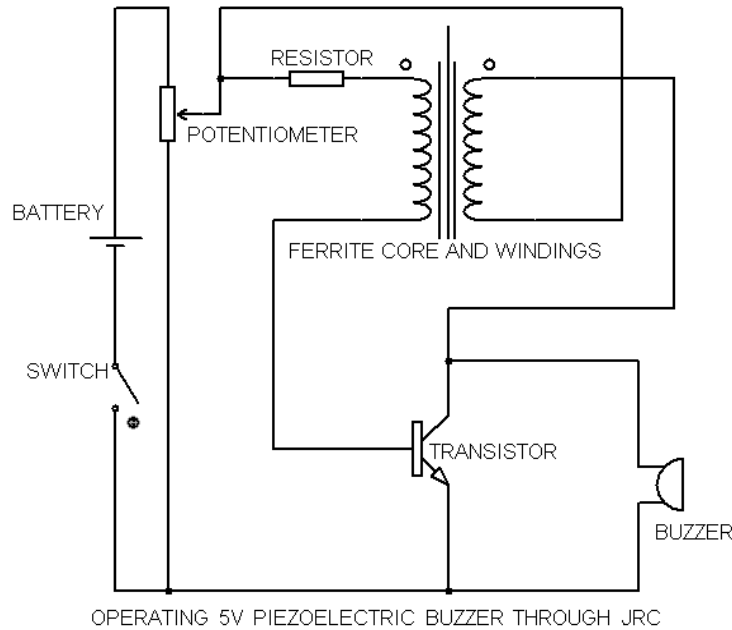 RESISTOR
POTENTIOMETER
BATTERY
FERRITE CORE AND WINDINGS
SWITCH
TRANSISTOR
BUZZER
OPERATING 5V PIEZOELECTRIC BUZZER THROUGH JRC